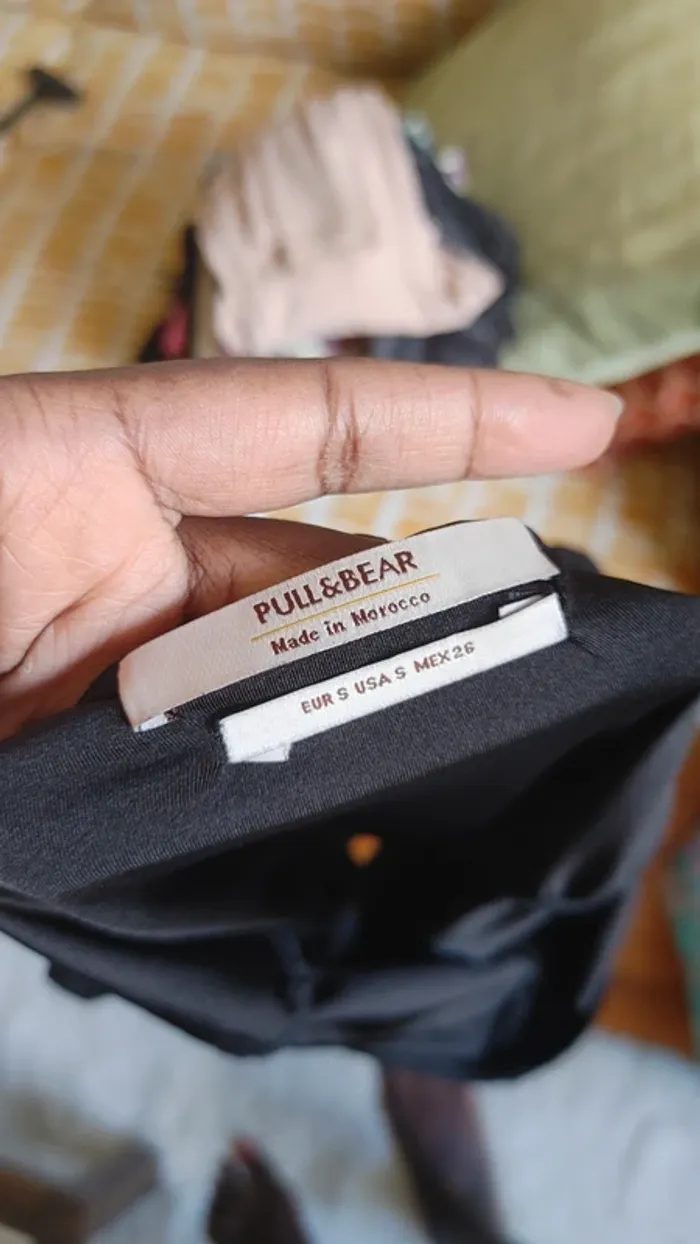 PULL&BEAR
Made in Morocco
EUR S USA S MEX 26